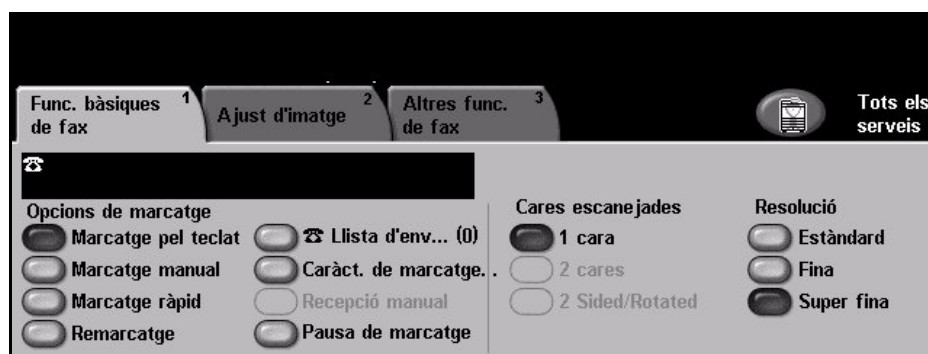 Func. bàsiques 1
de fax
Ajust d'imatge 2
Altres func. 3
de fax
Tots els
serveis
Opcions de marcatge
Marcatge pel teclat
Marcatge manual
Marcatge ràpid
Remarcatge
Llista d'env... (0)
Caràct. de marcatge..
Recepció manual
Pausa de marcatge
Cares escanejades
1 cara
2 cares
2 Sided/Rotated
Resolució
Estàndard
Fina
Super fina